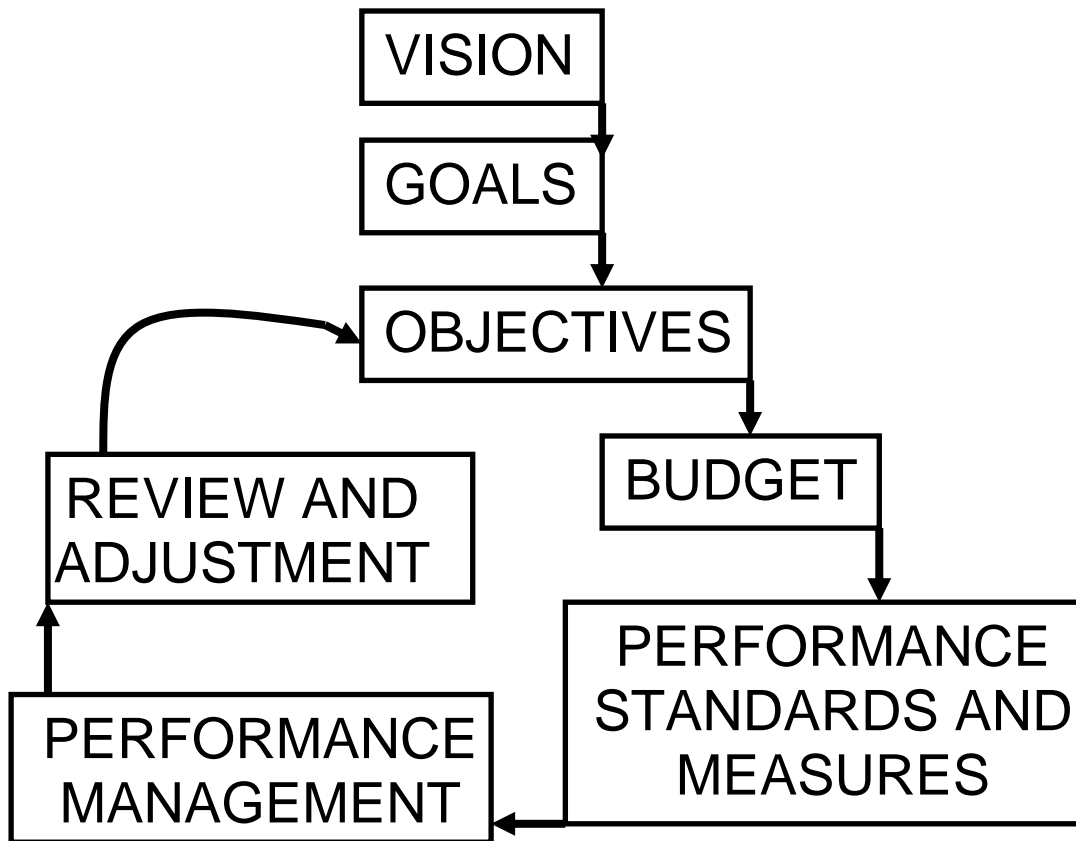 VISION
GOALS
OBJECTIVES
BUDGET
REVIEW AND
ADJUSTMENT
PERFORMANCE
STANDARDS AND
MEASURES
PERFORMANCE
MANAGEMENT